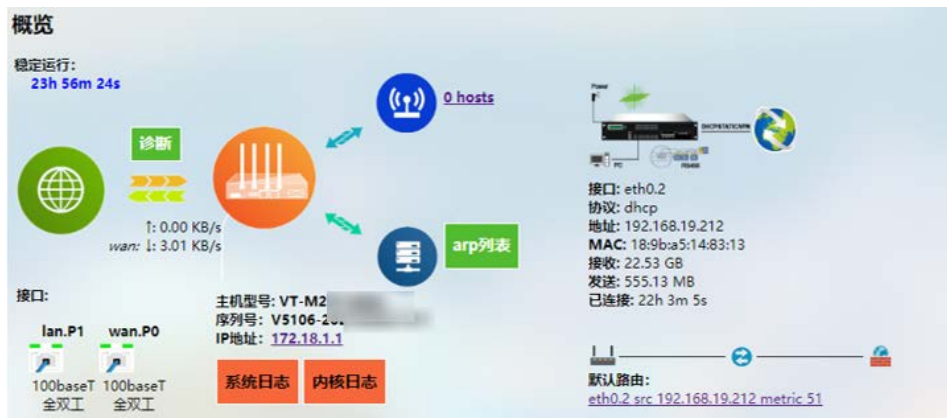 概览
稳定运行:
23h 56m 24s
诊断
↑: 0.00 KB/s
wan: ↓: 3.01 KB/s
0 hosts
arp列表
接口:
lan.P1 wan.P0
100baseT 100baseT
全双工 全双工
主机型号: VT-M2
序列号: V5106-
IP地址: 172.18.1.1
系统日志 内核日志
Power
DHCP/STATIC/VPN
PC
RS485
接口: eth0.2
协议: dhcp
地址: 192.168.19.212
MAC: 18:9b:a5:14:83:13
接收: 22.53 GB
发送: 555.13 MB
已连接: 22h 3m 5s
默认路由:
eth0.2 src 192.168.19.212 metric 51